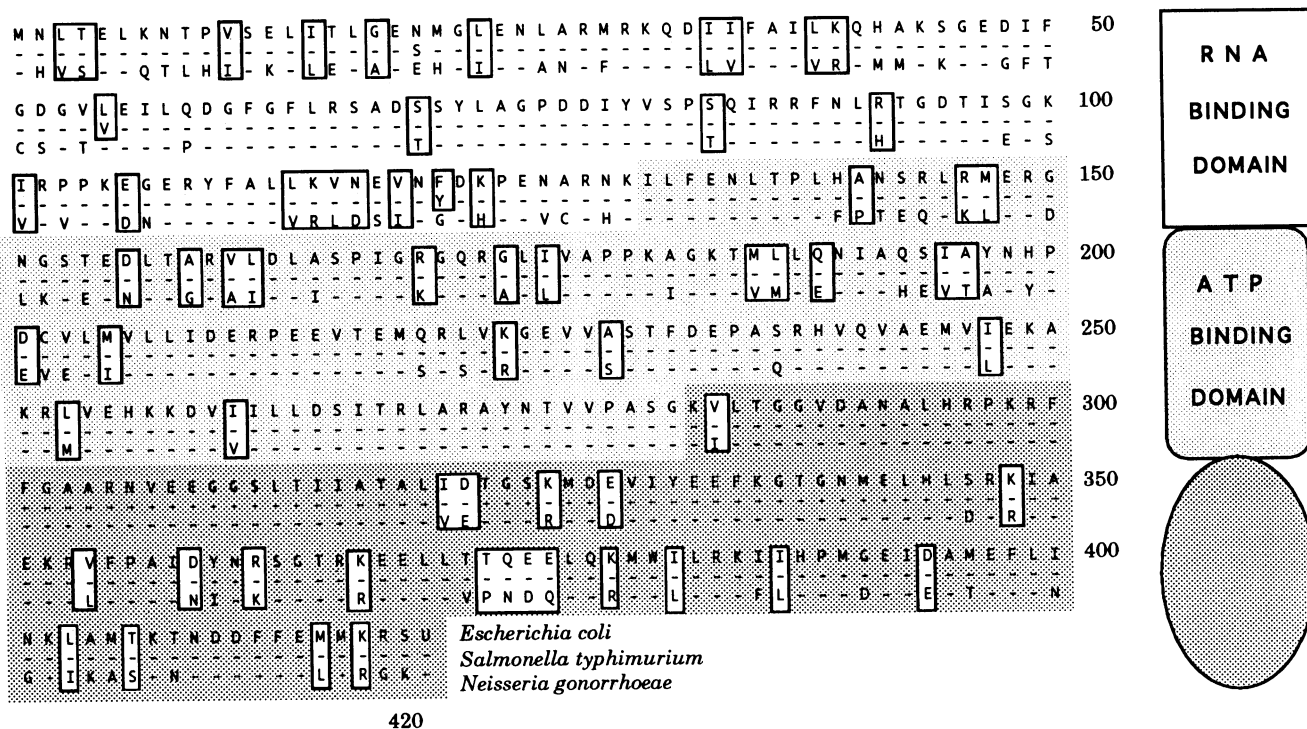 M N L T E L K N T P V S E L I T L G E N M G L E N L A R M R K Q D I I F A I L K Q H A K S G E D I F 50
- - - - - - - - - - - - - - - - - - - S - - - - - - - - - - - - - - - - - - - - - - - - - - - - - -
- H V S - - Q T L H I - K - L E - A - E H - I - - A N - F - - - - L V - - - V R - M M - K - - G F T
G D G V L E I L Q D G F G F L R S A D S S Y L A G P D D I Y V S P S Q I R R F N L R T G D T I S G K 100
- - - - V - - - - - - - - - - - - - - - - - - - - - - - - - - - - - - - - - - - - - - - - - - - - -
C S - T - - - - P - - - - - - - - - - T - - - - - - - - - - - - - T - - - - - - - H - - - - - E - S
I R P P K E G E R Y F A L L K V N E V N F D K P E N A R N K I L F E N L T P L H A N S R L R M E R G 150
- - - - - - - - - - - - - - - - - - - - Y - - - - - - - - - - - - - - - - - - - - - - - - - - - - -
V - V - - D N - - - - - - V R L D S I - G - H - - V C - H - - - - - - - - - - F P T E Q - K L - - D
N G S T E D L T A R V L D L A S P I G R G Q R G L I V A P P K A G K T M L L Q N I A Q S I A Y N H P 200
- - - - - - - - - - - - - - - - - - - - - - - - - - - - - - - - - - - - - - - - - - - - - - - - - -
L K - E - N - - G - A I - - I - - - - K - - - A - L - - - - - I - - - V M - E - - - H E V T A - Y -
D C V L M V L L I D E R P E E V T E M Q R L V K G E V V A S T F D E P A S R H V Q V A E M V I E K A 250
- - - - - - - - - - - - - - - - - - - - - - - - - - - - - - - - - - - - - - - - - - - - - - - - - -
E V E - I - - - - - - - - - - - - - - S - S - R - - - - S - - - - - - - Q - - - - - - - - - L - - -
K R L V E H K K D V I I L L D S I T R L A R A Y N T V V P A S G K V L T G G V D A N A L H R P K R F 300
- - - - - - - - - - - - - - - - - - - - - - - - - - - - - - - - - - - - - - - - - - - - - - - - - -
- - M - - - - - - - V - - - - - - - - - - - - - - - - - - - - - - I - - - - - - - - - - - - - - - -
F G A A R N V E E G G S L T I I A T A L I D T G S K M D E V I Y E E F K G T G N M E L H L S R K I A 350
- - - - - - - - - - - - - - - - - - - - - - - - - - - - - - - - - - - - - - - - - - - - - - - - - -
- - - - - - - - - - - - - - - - - - - - V E - - - R - - D - - - - - - - - - - - - - - - - D - R - -
E K R V F P A I D Y N R S G T R K E E L L T T Q E E L Q K M W I L R K I I H P M G E I D A M E F L I 400
- - - - - - - - - - - - - - - - - - - - - - - - - - - - - - - - - - - - - - - - - - - - - - - - - -
- - - L - - - - N I - K - - - - R - - - - V P N D Q - - R - - L - - - F L - - - D - - E - T - - - N
N K L A M T K T N D D F F E M M K R S U Escherichia coli
- - - - - - - - - - - - - - - - - - - - Salmonella typhimurium
G - I K A S - N - - - - - - L - R G K - Neisseria gonorrhoeae
420
RNA
BINDING
DOMAIN
ATP
BINDING
DOMAIN